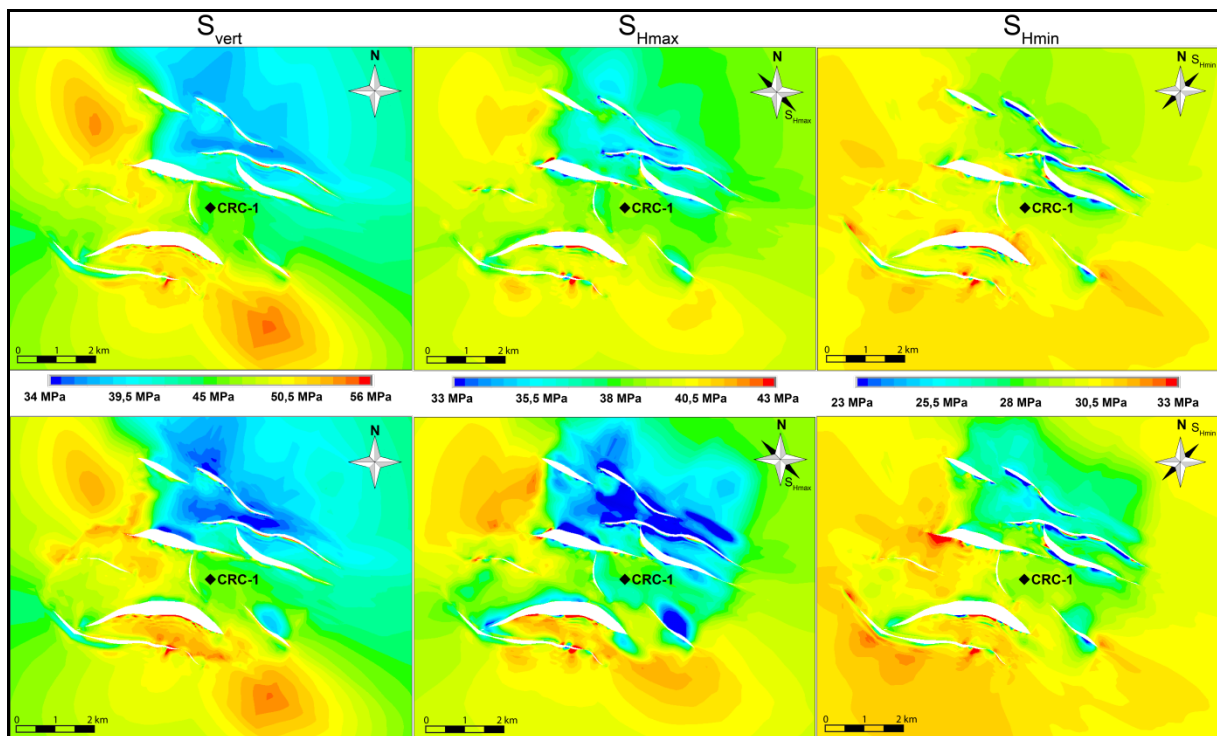 Svert
SHmax
SHmin
N
N
SHmax
N
SHmin
CRC-1
CRC-1
CRC-1
0 1 2 km
0 1 2 km
0 1 2 km
34 MPa 39,5 MPa 45 MPa 50,5 MPa 56 MPa
33 MPa 35,5 MPa 38 MPa 40,5 MPa 43 MPa
23 MPa 25,5 MPa 28 MPa 30,5 MPa 33 MPa
N
N
SHmax
N
SHmin
CRC-1
CRC-1
CRC-1
0 1 2 km
0 1 2 km
0 1 2 km